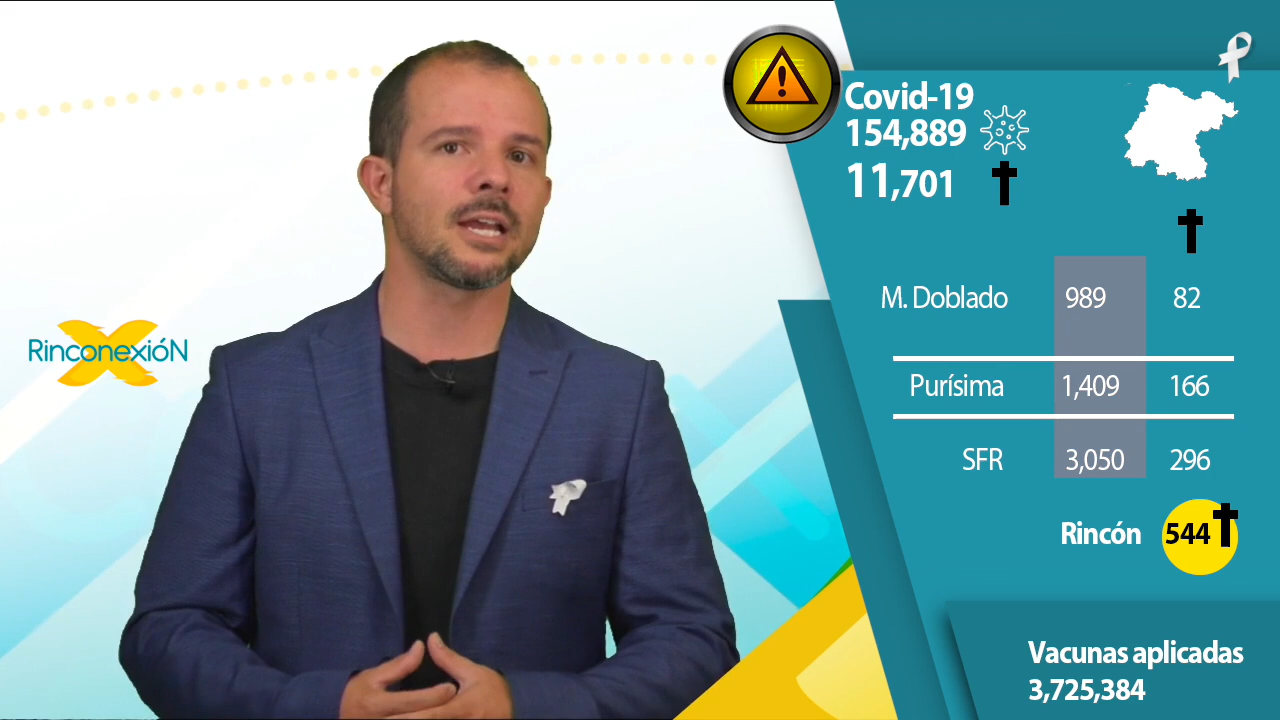 RinconexióN
Covid-19
154,889
11,701
M. Doblado 989 82
Purísima 1,409 166
SFR 3,050 296
Rincón 544
Vacunas aplicadas
3,725,384